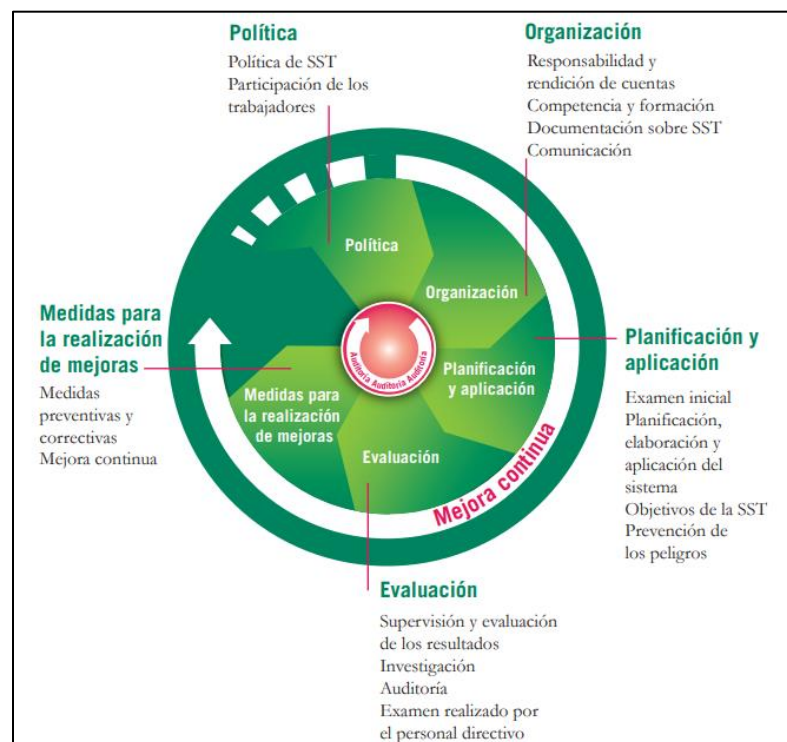 Política
Política de SST
Participación de los
trabajadores
Organización
Responsabilidad y
rendición de cuentas
Competencia y formación
Documentación sobre SST
Comunicación
Política
Organización
Planificación
y aplicación
Evaluación
Medidas para
la realización
de mejoras
Auditoría Auditoría Auditoría
Mejora continua
Medidas para
la realización
de mejoras
Medidas
preventivas y
correctivas
Mejora continua
Planificación y
aplicación
Examen inicial
Planificación,
elaboración y
aplicación del
sistema
Objetivos de la SST
Prevención de
los peligros
Evaluación
Supervisión y evaluación
de los resultados
Investigación
Auditoría
Examen realizado por
el personal directivo